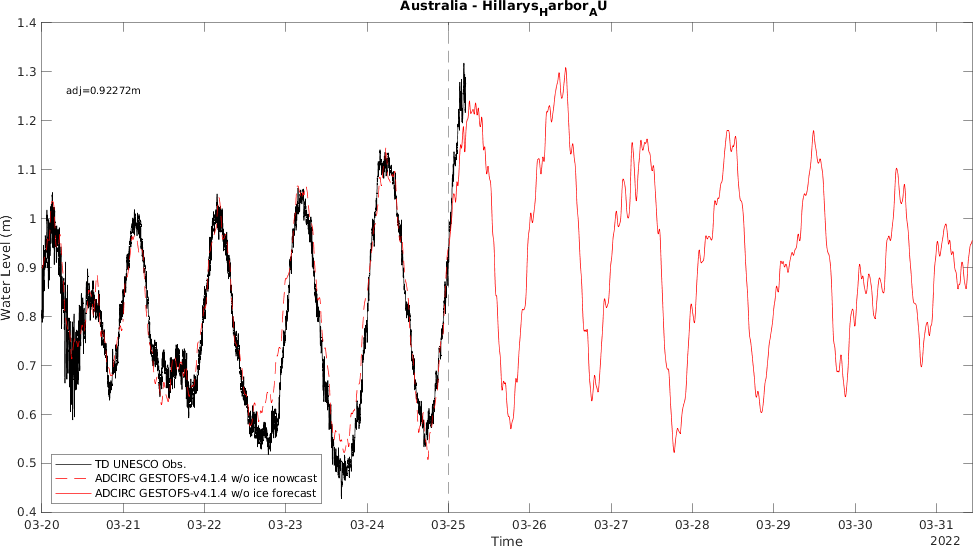 Australia - HillarysHarborAU
1.4
1.3
adj=0.92272m
1.2
1.1
1
0.9
0.8
0.7
0.6
0.5
0.4
Water Level (m)
TD UNESCO Obs.
ADCIRC GESTOFS-v4.1.4 w/o ice nowcast
ADCIRC GESTOFS-v4.1.4 w/o ice forecast
03-20 03-21 03-22 03-23 03-24 03-25 03-26 03-27 03-28 03-29 03-30 03-31
Time
2022